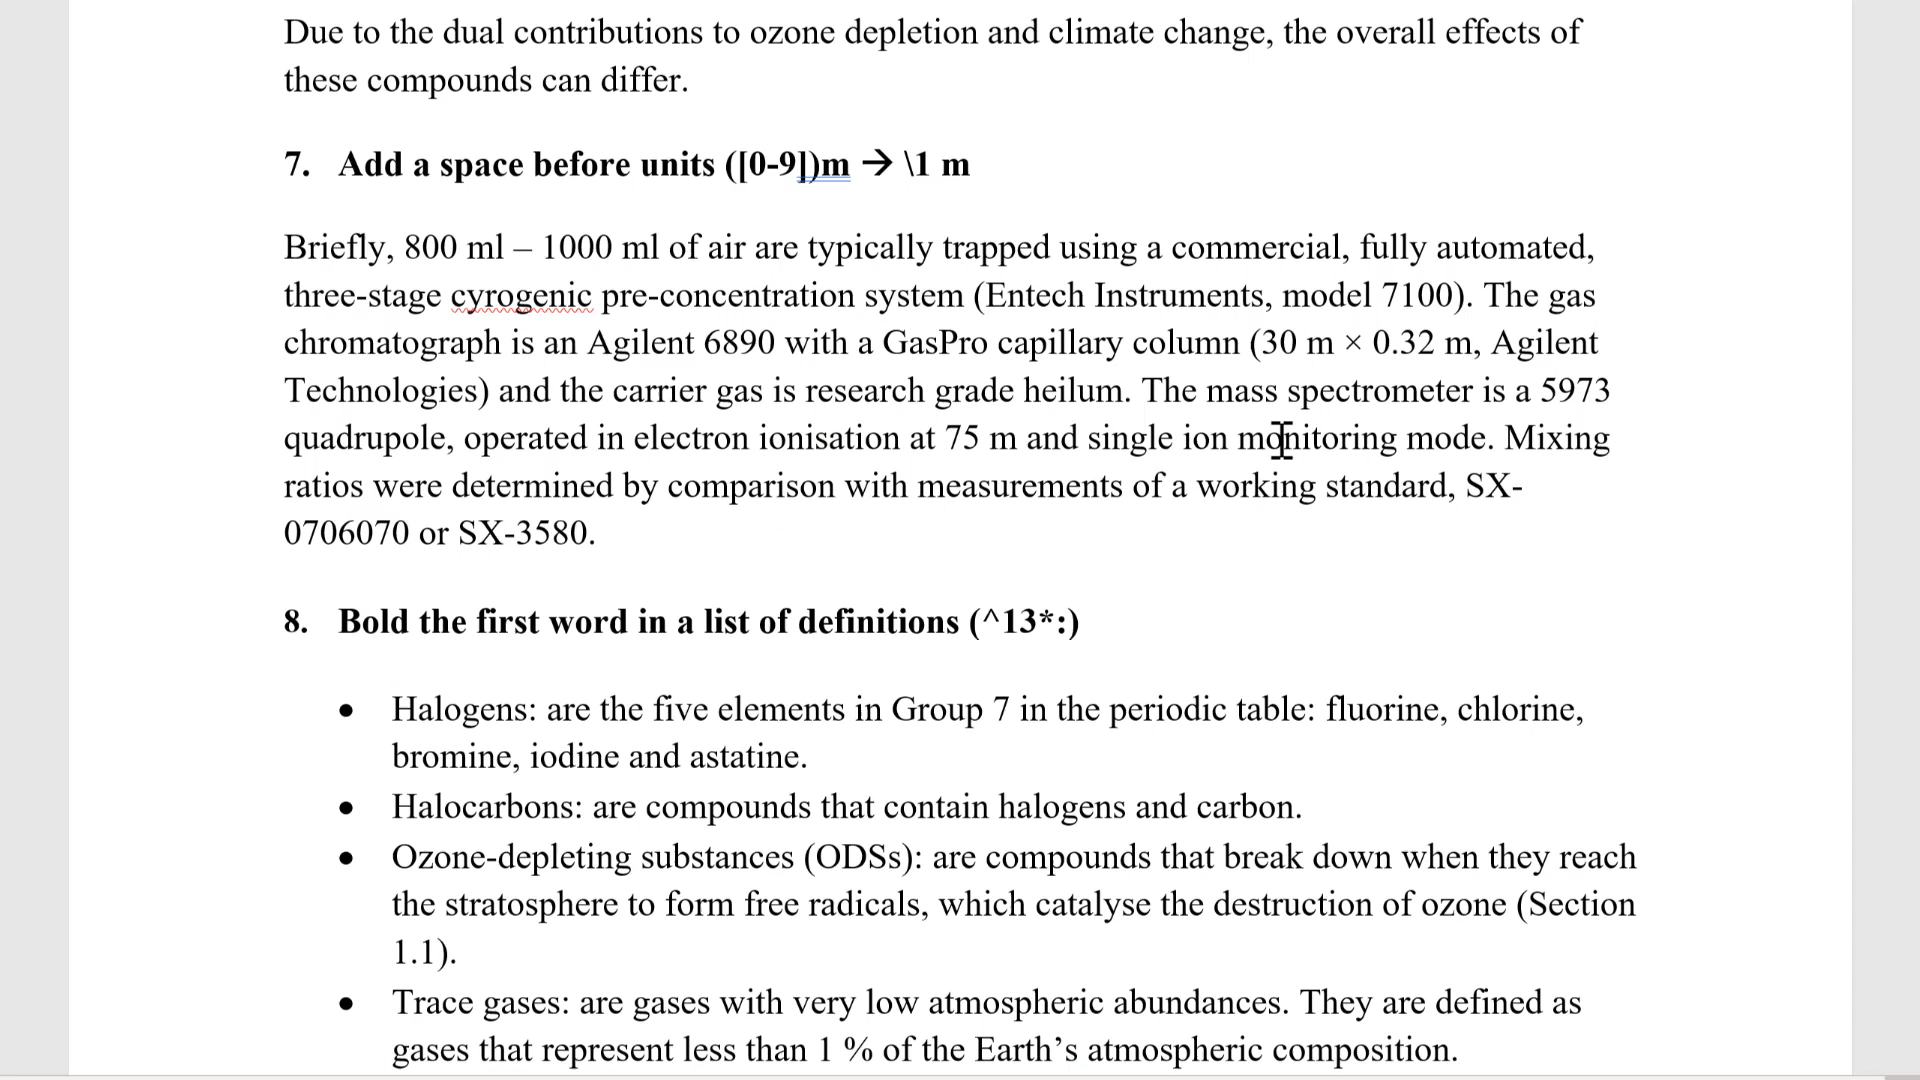 Due to the dual contributions to ozone depletion and climate change, the overall effects of
these compounds can differ.
7. Add a space before units ([0-9])m → \1 m
Briefly, 800 ml – 1000 ml of air are typically trapped using a commercial, fully automated,
three-stage cyrogenic pre-concentration system (Entech Instruments, model 7100). The gas
chromatograph is an Agilent 6890 with a GasPro capillary column (30 m × 0.32 m, Agilent
Technologies) and the carrier gas is research grade heilum. The mass spectrometer is a 5973
quadrupole, operated in electron ionisation at 75 m and single ion monitoring mode. Mixing
ratios were determined by comparison with measurements of a working standard, SX-
0706070 or SX-3580.
8. Bold the first word in a list of definitions (^13*:)
• Halogens: are the five elements in Group 7 in the periodic table: fluorine, chlorine,
bromine, iodine and astatine.
• Halocarbons: are compounds that contain halogens and carbon.
• Ozone-depleting substances (ODSs): are compounds that break down when they reach
the stratosphere to form free radicals, which catalyse the destruction of ozone (Section
1.1).
• Trace gases: are gases with very low atmospheric abundances. They are defined as
gases that represent less than 1 % of the Earth’s atmospheric composition.